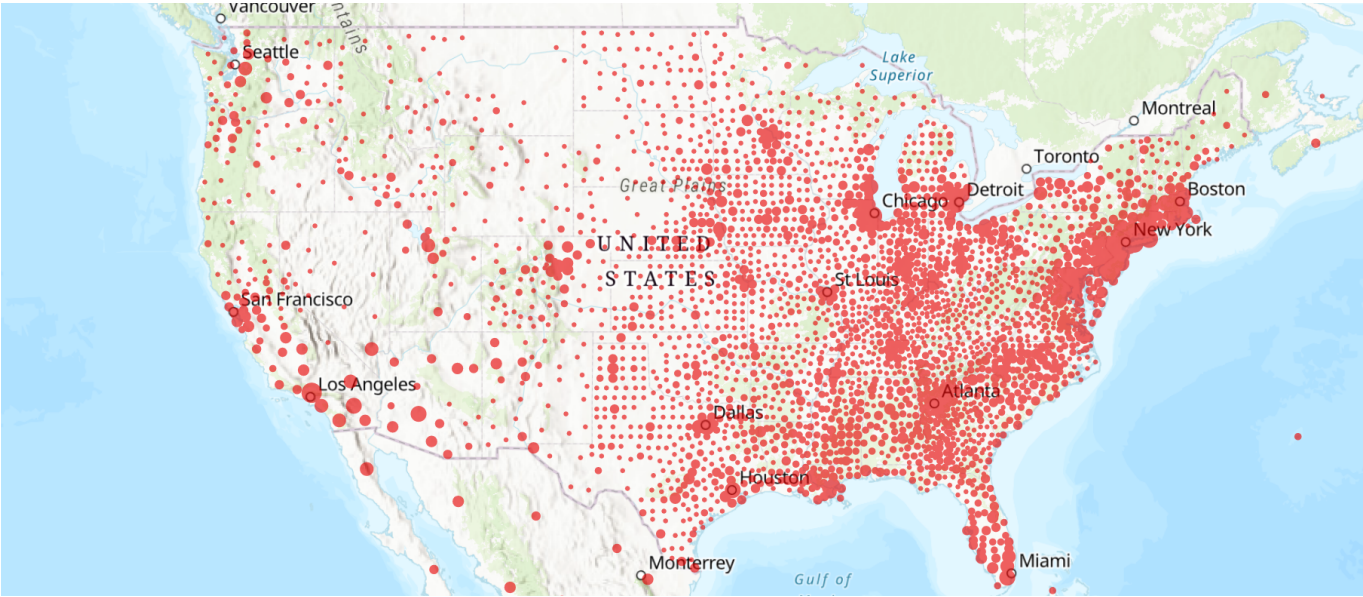 Vancouver
ntains
Seattle
Lake
Superior
Montreal
Toronto
Great Plains
Detroit
Boston
Chicago
New York
UNITED
STATES
St Louis
San Francisco
Los Angeles
Atlanta
Dallas
Houston
Monterrey
Miami
Gulf of